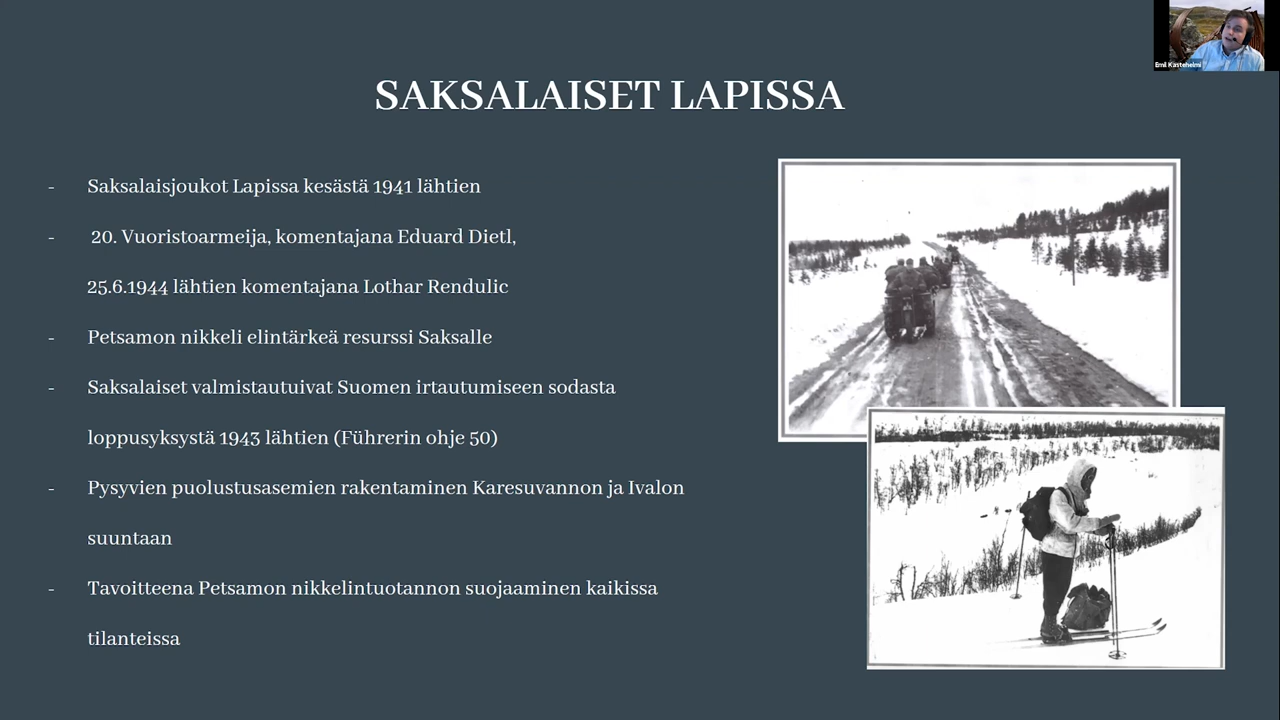 Emil Kastehelmi
SAKSALAISET LAPISSA
- Saksalaisjoukot Lapissa kesästä 1941 lähtien
- 20. Vuoristoarmeija, komentajana Eduard Dietl,
25.6.1944 lähtien komentajana Lothar Rendulic
- Petsamon nikkeli elintärkeä resurssi Saksalle
- Saksalaiset valmistautuivat Suomen irtautumiseen sodasta
loppusyksystä 1943 lähtien (Führerin ohje 50)
- Pysyvien puolustusasemien rakentaminen Karesuvannon ja Ivalon
suuntaan
- Tavoitteena Petsamon nikkelintuotannon suojaaminen kaikissa
tilanteissa